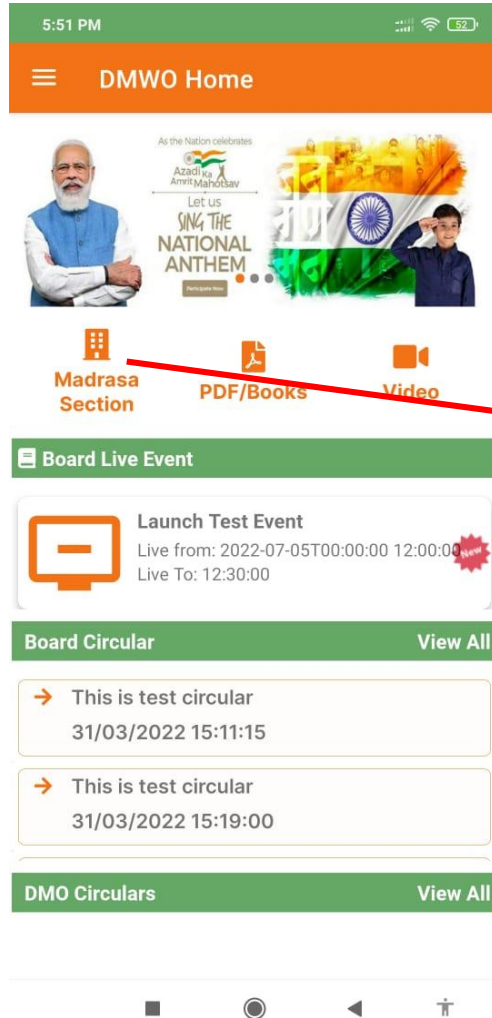 5:51 PM
52
DMWO Home
As the Nation celebrates
Azadi Ka
Amrit Mahotsav
Let us
SING THE
NATIONAL
ANTHEM
Participate Now
जन
गण
Madrasa
Section
PDF/Books
Video
Board Live Event
Launch Test Event
Live from: 2022-07-05T00:00:00 12:00:00
New
Live To: 12:30:00
Board Circular
View All
This is test circular
31/03/2022 15:11:15
This is test circular
31/03/2022 15:19:00
DMO Circulars
View All